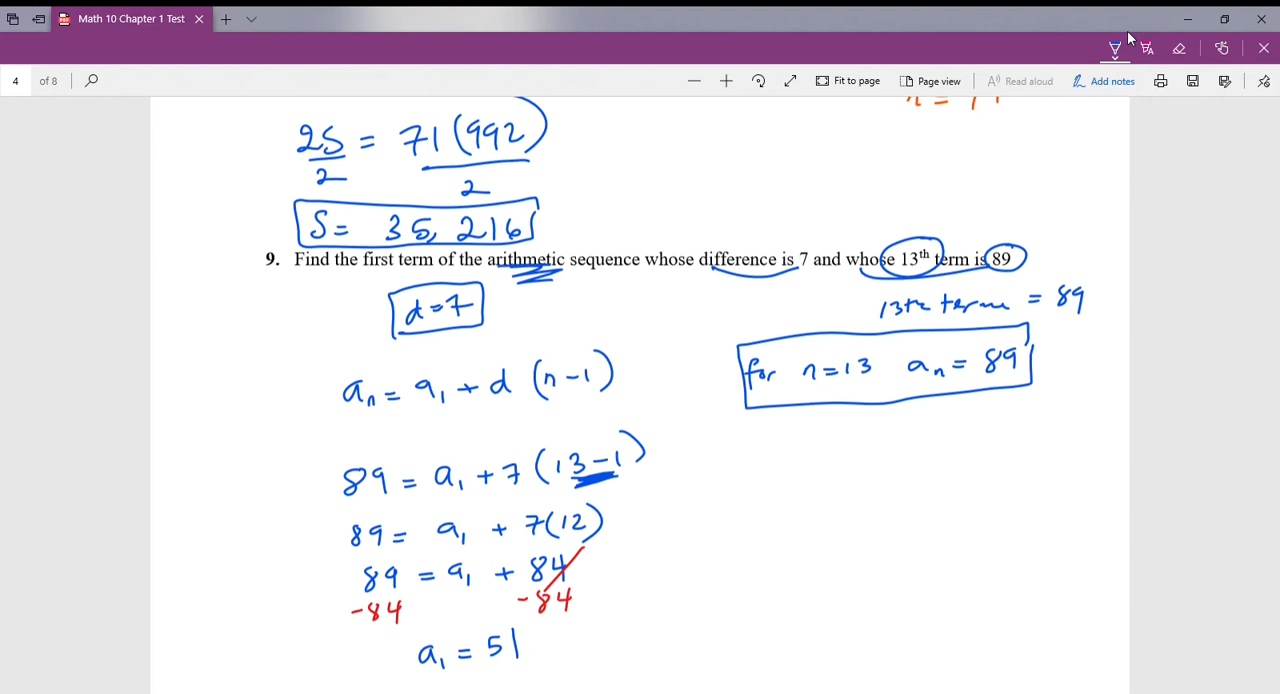 Math 10 Chapter 1 Test
4 of 8 Fit to page Page view Read aloud Add notes
2S = 71(992)
2 2
S = 35,216
9. Find the first term of the arithmetic sequence whose difference is 7 and whose 13th term is 89
d=7
13th term = 89
for n=13 an = 89
an = a1 + d (n-1)
89 = a1 + 7 (13-1)
89 = a1 + 7(12)
89 = a1 + 84
-84 -84
a1 = 5|